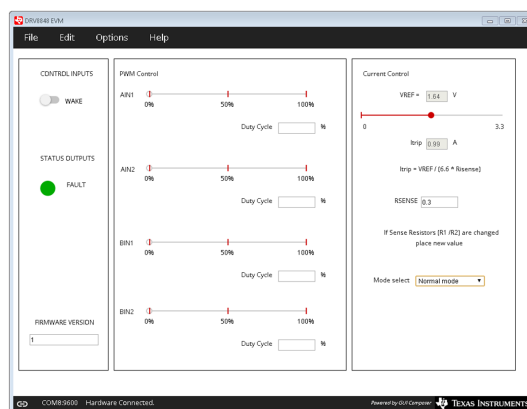 DRV8848 EVM
File Edit Options Help
CONTROL INPUTS
WAKE
STATUS OUTPUTS
FAULT
FIRMWARE VERSION
1
PWM Control
AIN1
0% 50% 100%
Duty Cycle %
AIN2
0% 50% 100%
Duty Cycle %
BIN1
0% 50% 100%
Duty Cycle %
BIN2
0% 50% 100%
Duty Cycle %
Current Control
VREF = 1.64 V
0 3.3
Itrip 0.99 A
Itrip = VREF / [6.6 * Risense]
RSENSE 0.3
If Sense Resistors [R1 /R2] are changed
place new value
Mode select Normal mode
COM8:9600 Hardware Connected.
Powered by GUI Composer TEXAS INSTRUMENTS